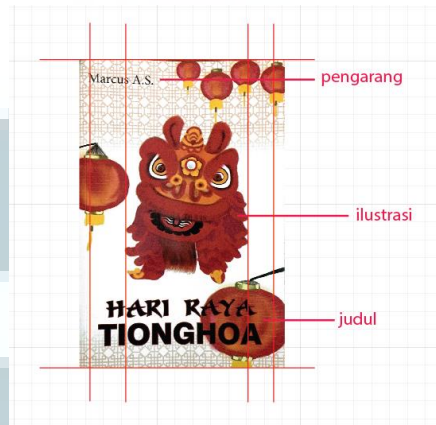 Marcus A.S.
pengarang
ilustrasi
HARI RAYA
TIONGHOA
judul